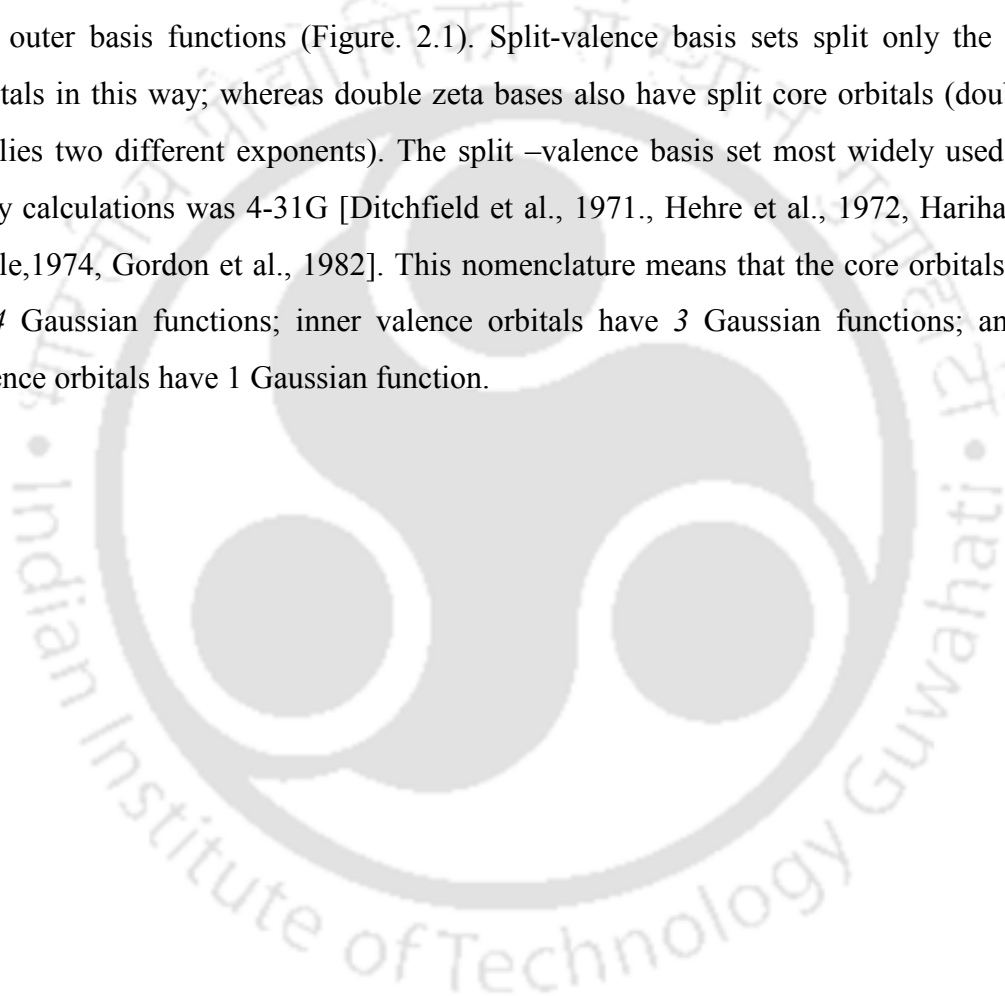 outer basis functions (Figure. 2.1). Split-valence basis sets split only the
tals in this way; whereas double zeta bases also have split core orbitals (dou
lies two different exponents). The split –valence basis set most widely used
y calculations was 4-31G [Ditchfield et al., 1971., Hehre et al., 1972, Hariha
le,1974, Gordon et al., 1982]. This nomenclature means that the core orbitals
4 Gaussian functions; inner valence orbitals have 3 Gaussian functions; an
ence orbitals have 1 Gaussian function.
Indian Institute of Technology Guwahati